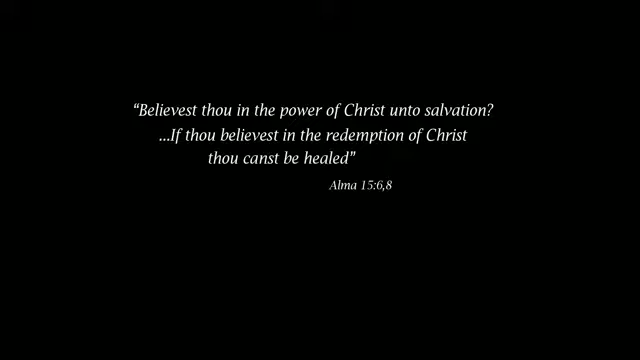 “Believest thou in the power of Christ unto salvation?
...If thou believest in the redemption of Christ
thou canst be healed”
Alma 15:6,8